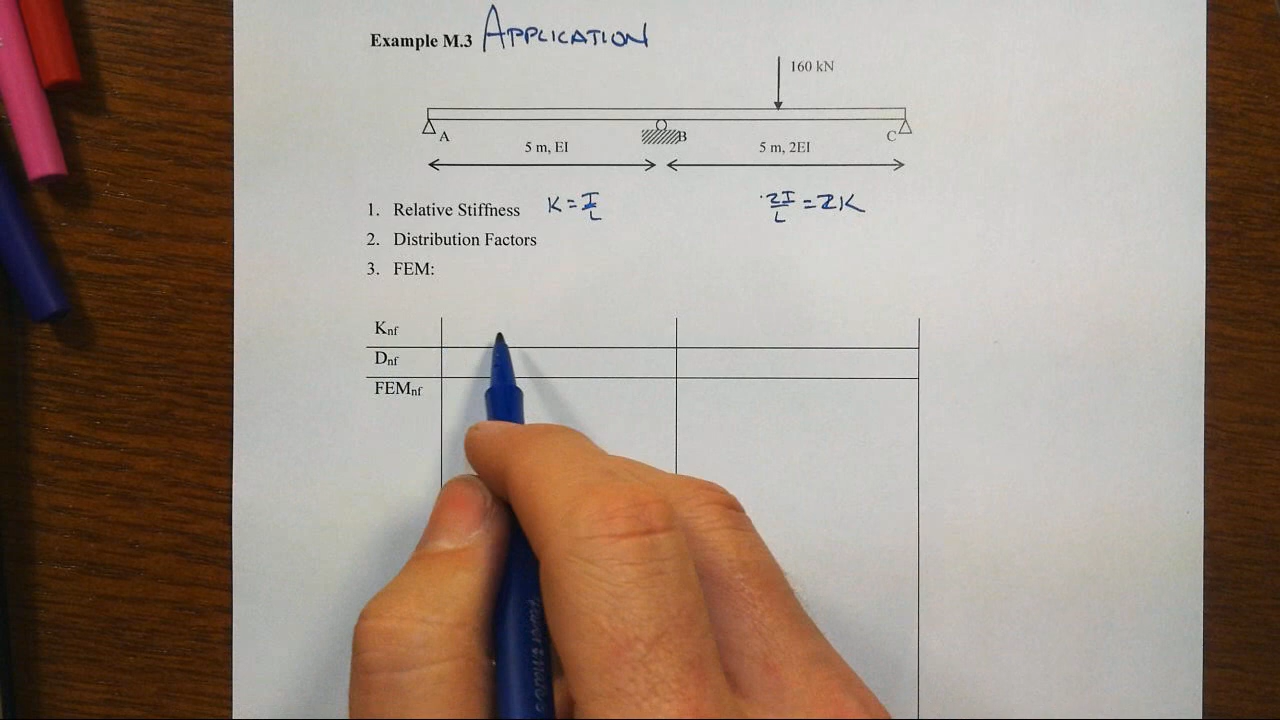 Example M.3 APPLICATION
160 kN
A B C
5 m, EI 5 m, 2EI
1. Relative Stiffness K = I/L 2I/L = 2K
2. Distribution Factors
3. FEM:
Knf
Dnf
FEMnf